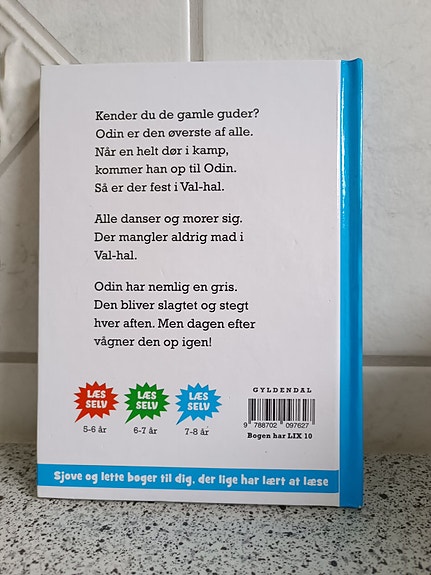 Kender du de gamle guder?
Odin er den øverste af alle.
Når en helt dør i kamp,
kommer han op til Odin.
Så er der fest i Val-hal.
Alle danser og morer sig.
Der mangler aldrig mad i
Val-hal.
Odin har nemlig en gris.
Den bliver slagtet og stegt
hver aften. Men dagen efter
vågner den op igen!
LÆS
SELV
5-6 år
LÆS
SELV
6-7 år
LÆS
SELV
7-8 år
GYLDENDAL
9 788702 097627
Bogen har LIX 10
Sjove og lette bøger til dig, der lige har lært at læse